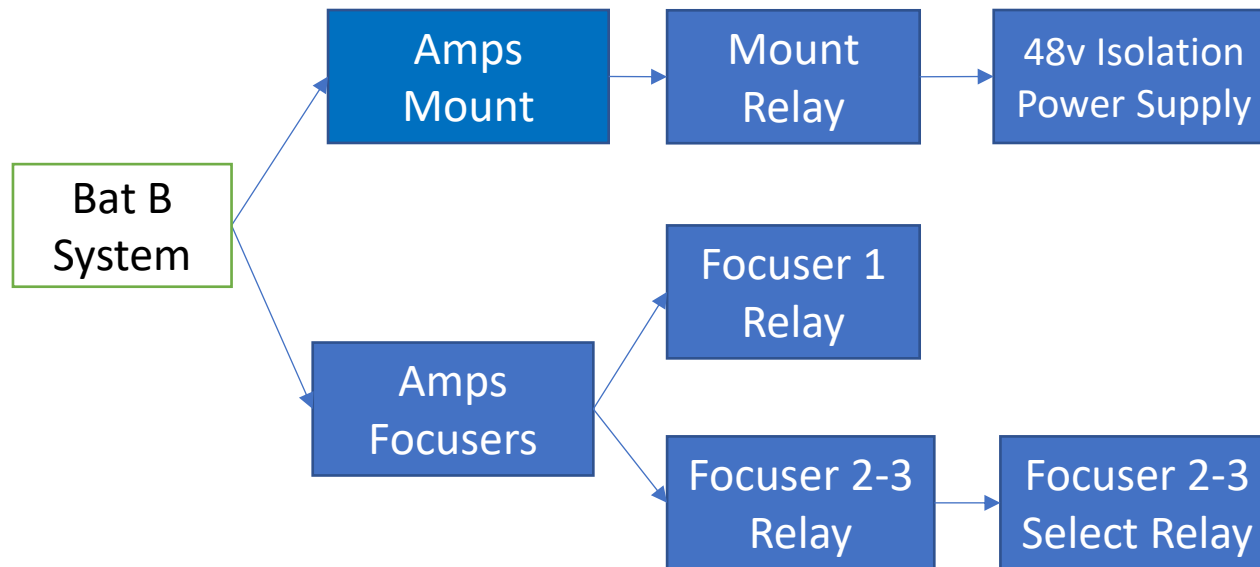 Amps
Mount
Mount
Relay
48v Isolation
Power Supply
Bat B
System
Focuser 1
Relay
Amps
Focusers
Focuser 2-3
Relay
Focuser 2-3
Select Relay